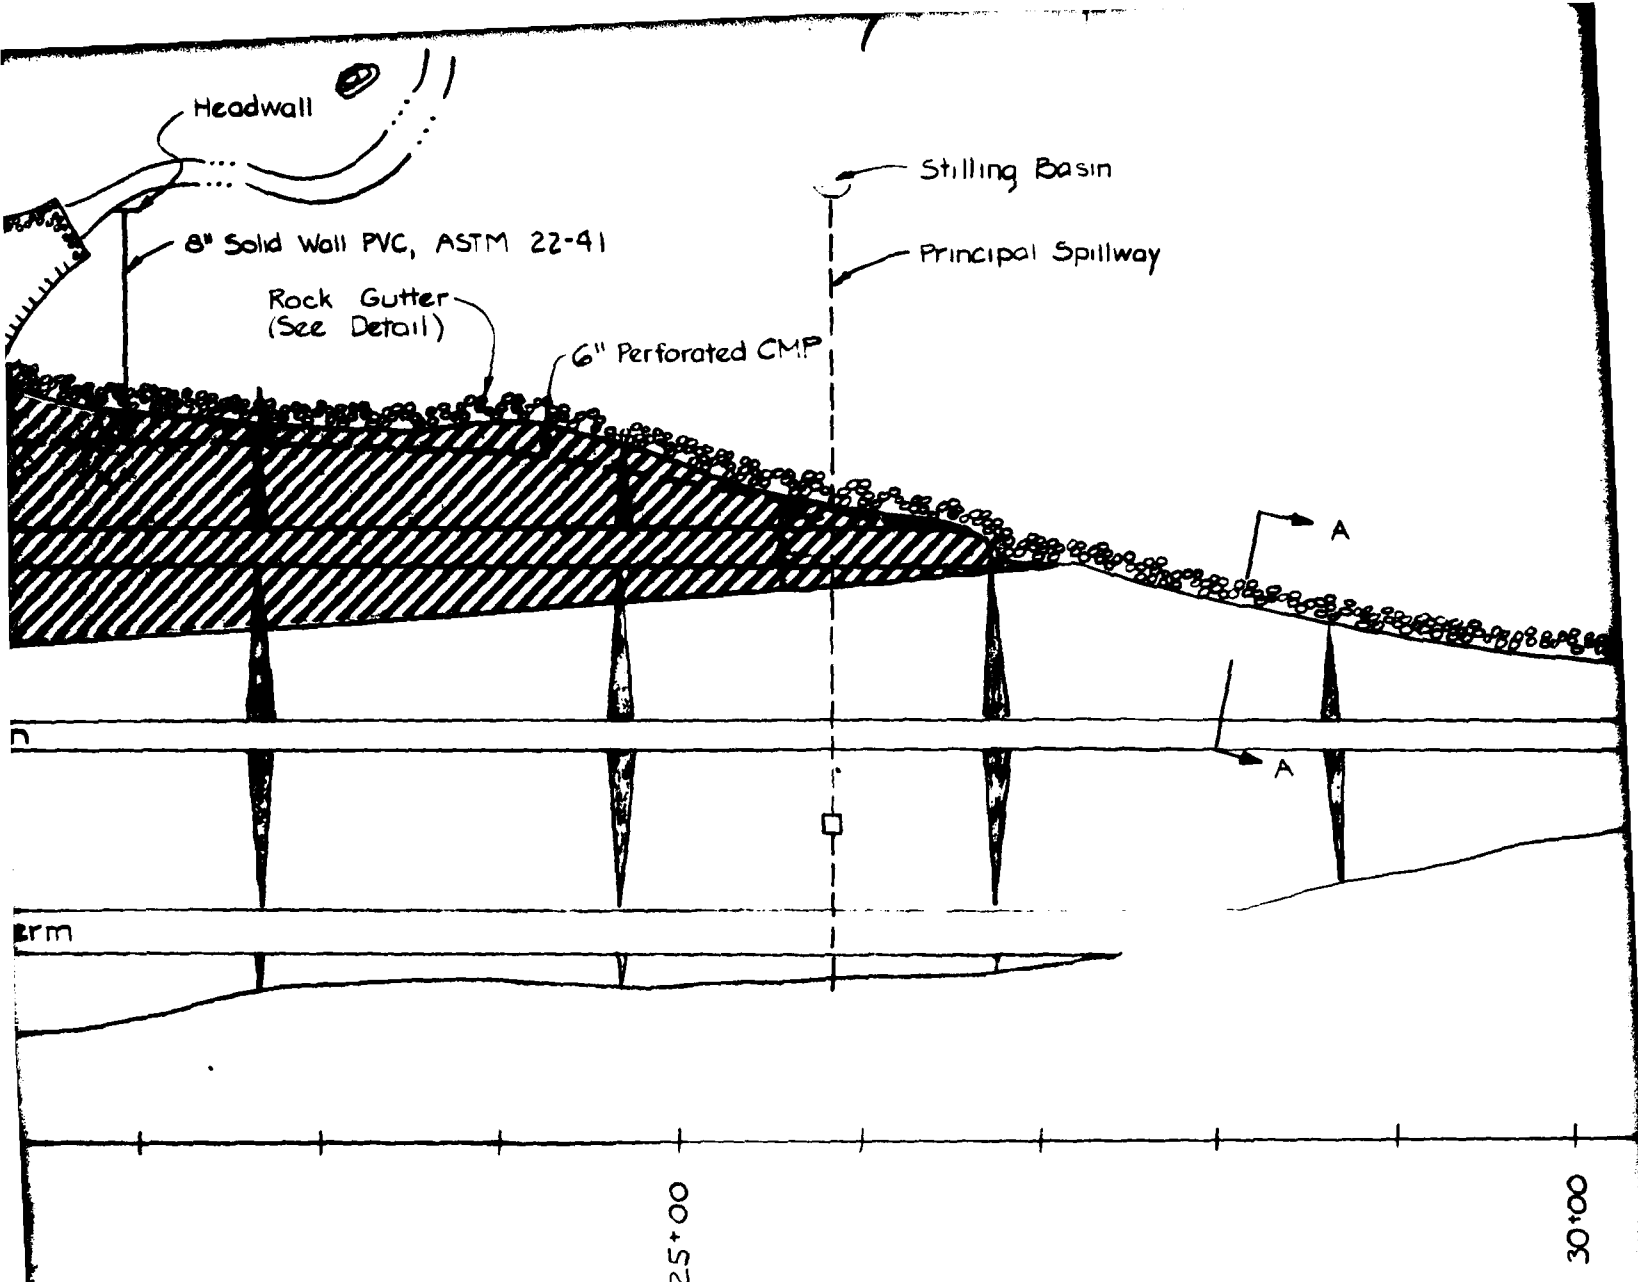 Headwall
Stilling Basin
8" Solid Wall PVC, ASTM 22-41
Principal Spillway
Rock Gutter
(See Detail)
6" Perforated CMP
A
n
A
erm
25+00
30+00